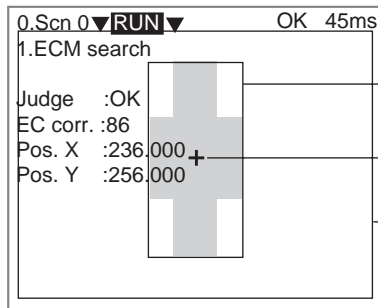 0.Scn 0▼ RUN ▼ OK 45ms
1.ECM search
Judge :OK
EC corr. :86
Pos. X :236.000
Pos. Y :256.000